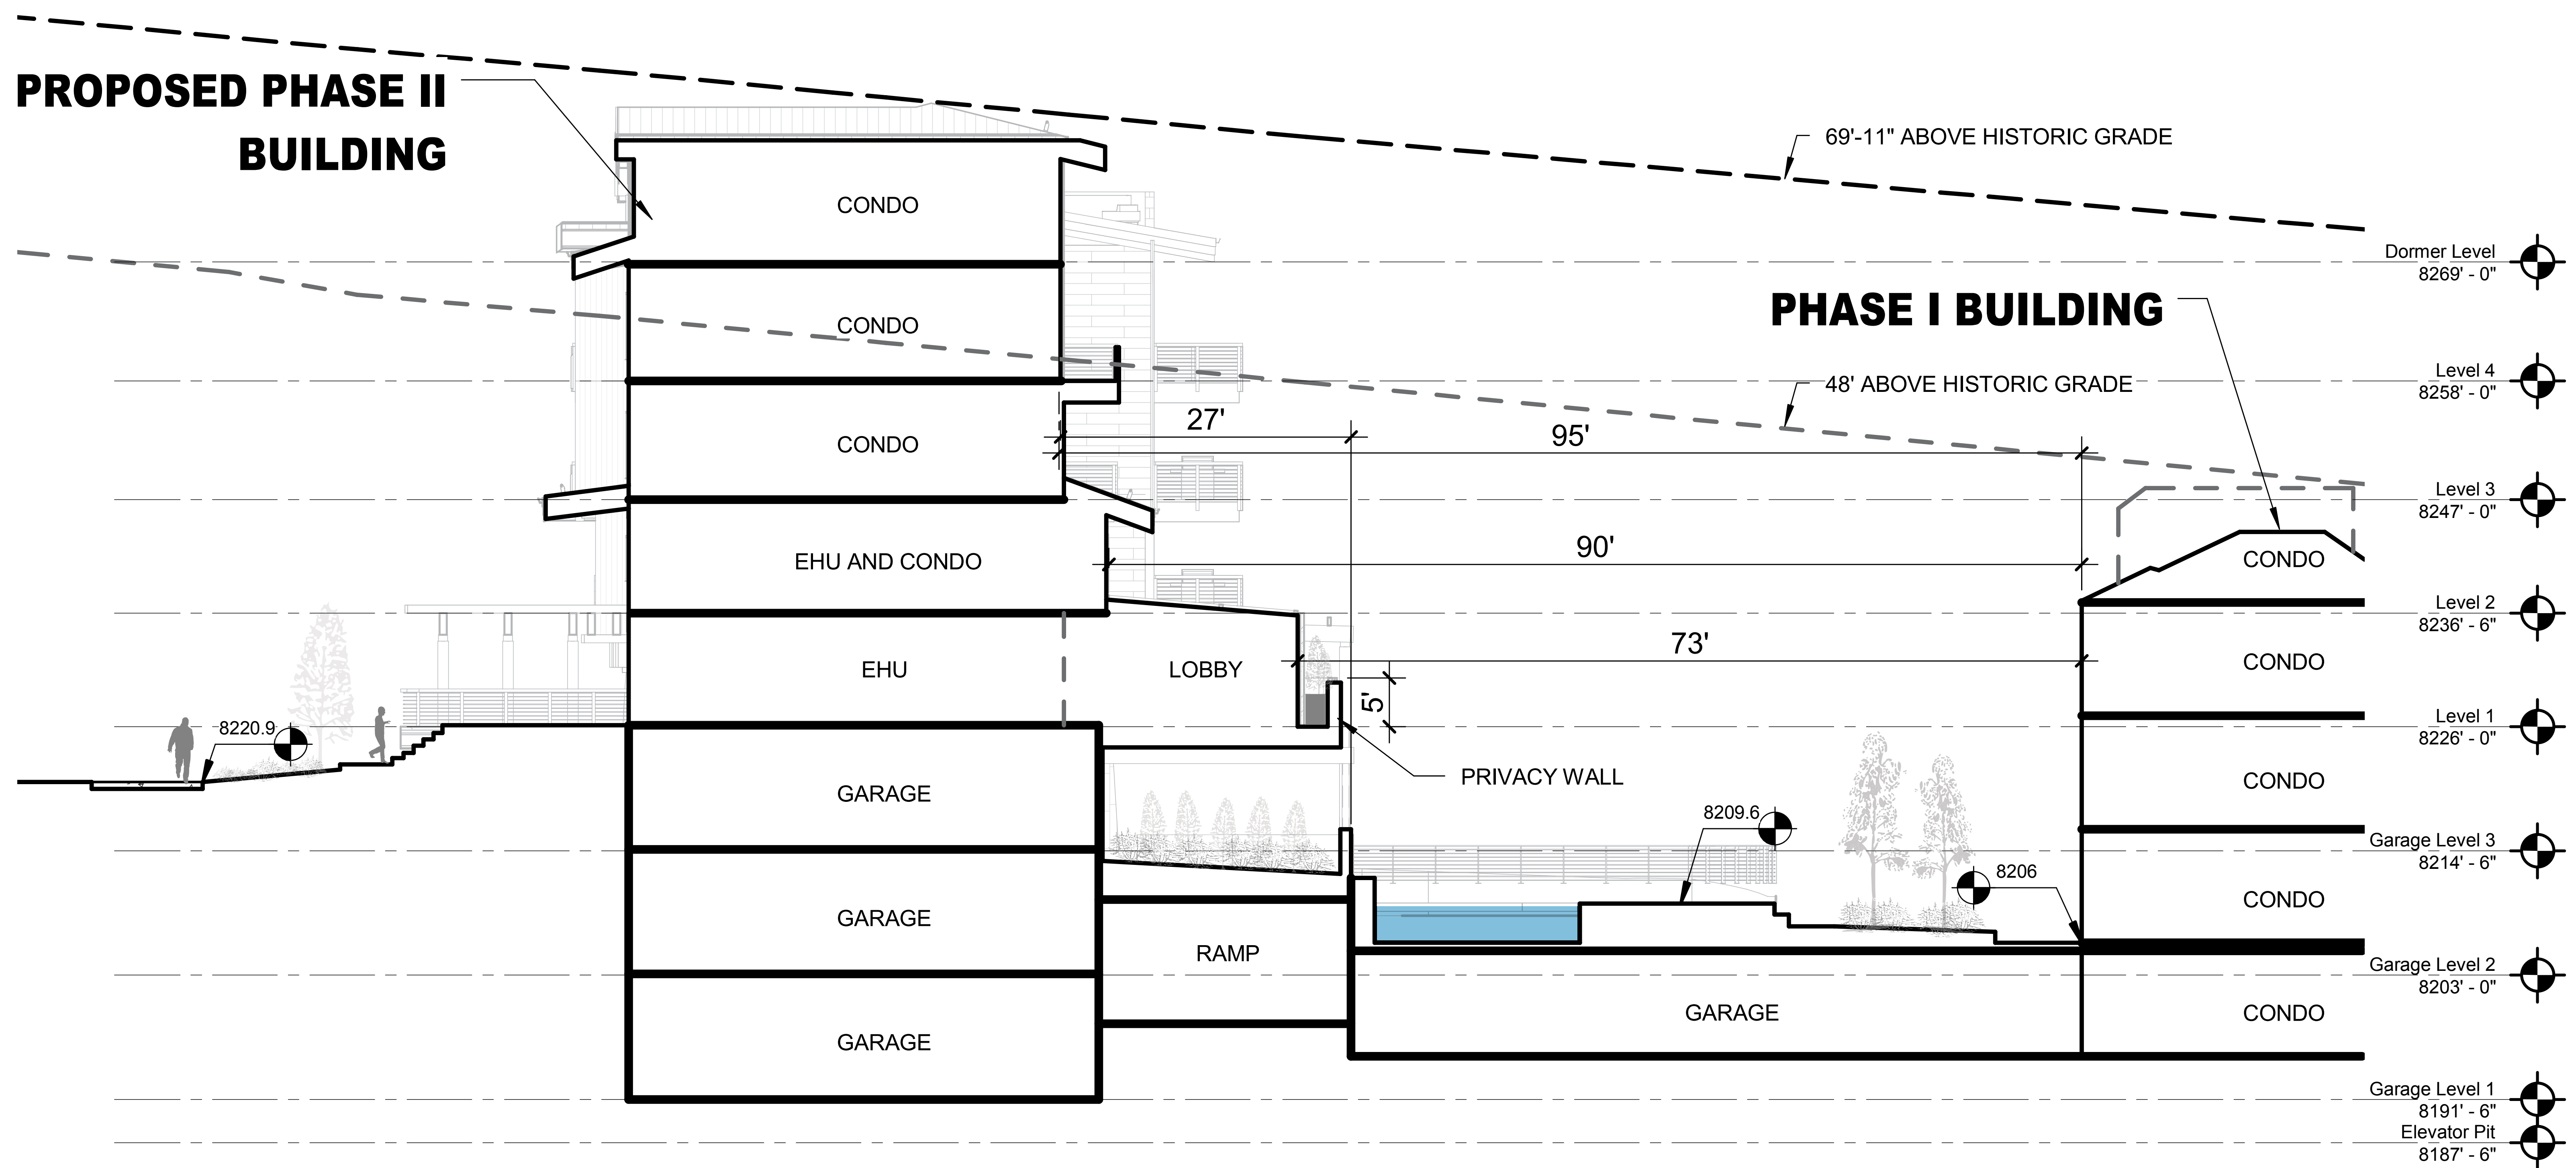 PROPOSED PHASE II
BUILDING
69'-11" ABOVE HISTORIC GRADE
CONDO
Dormer Level
8269' - 0"
PHASE I BUILDING
CONDO
Level 4
8258' - 0"
48' ABOVE HISTORIC GRADE
27'
95'
CONDO
Level 3
8247' - 0"
90'
EHU AND CONDO
CONDO
Level 2
8236' - 6"
73'
EHU
LOBBY
CONDO
5'
Level 1
8226' - 0"
8220.9
PRIVACY WALL
CONDO
GARAGE
8209.6
Garage Level 3
8214' - 6"
8206
CONDO
GARAGE
RAMP
Garage Level 2
8203' - 0"
GARAGE
CONDO
GARAGE
Garage Level 1
8191' - 6"
Elevator Pit
8187' - 6"